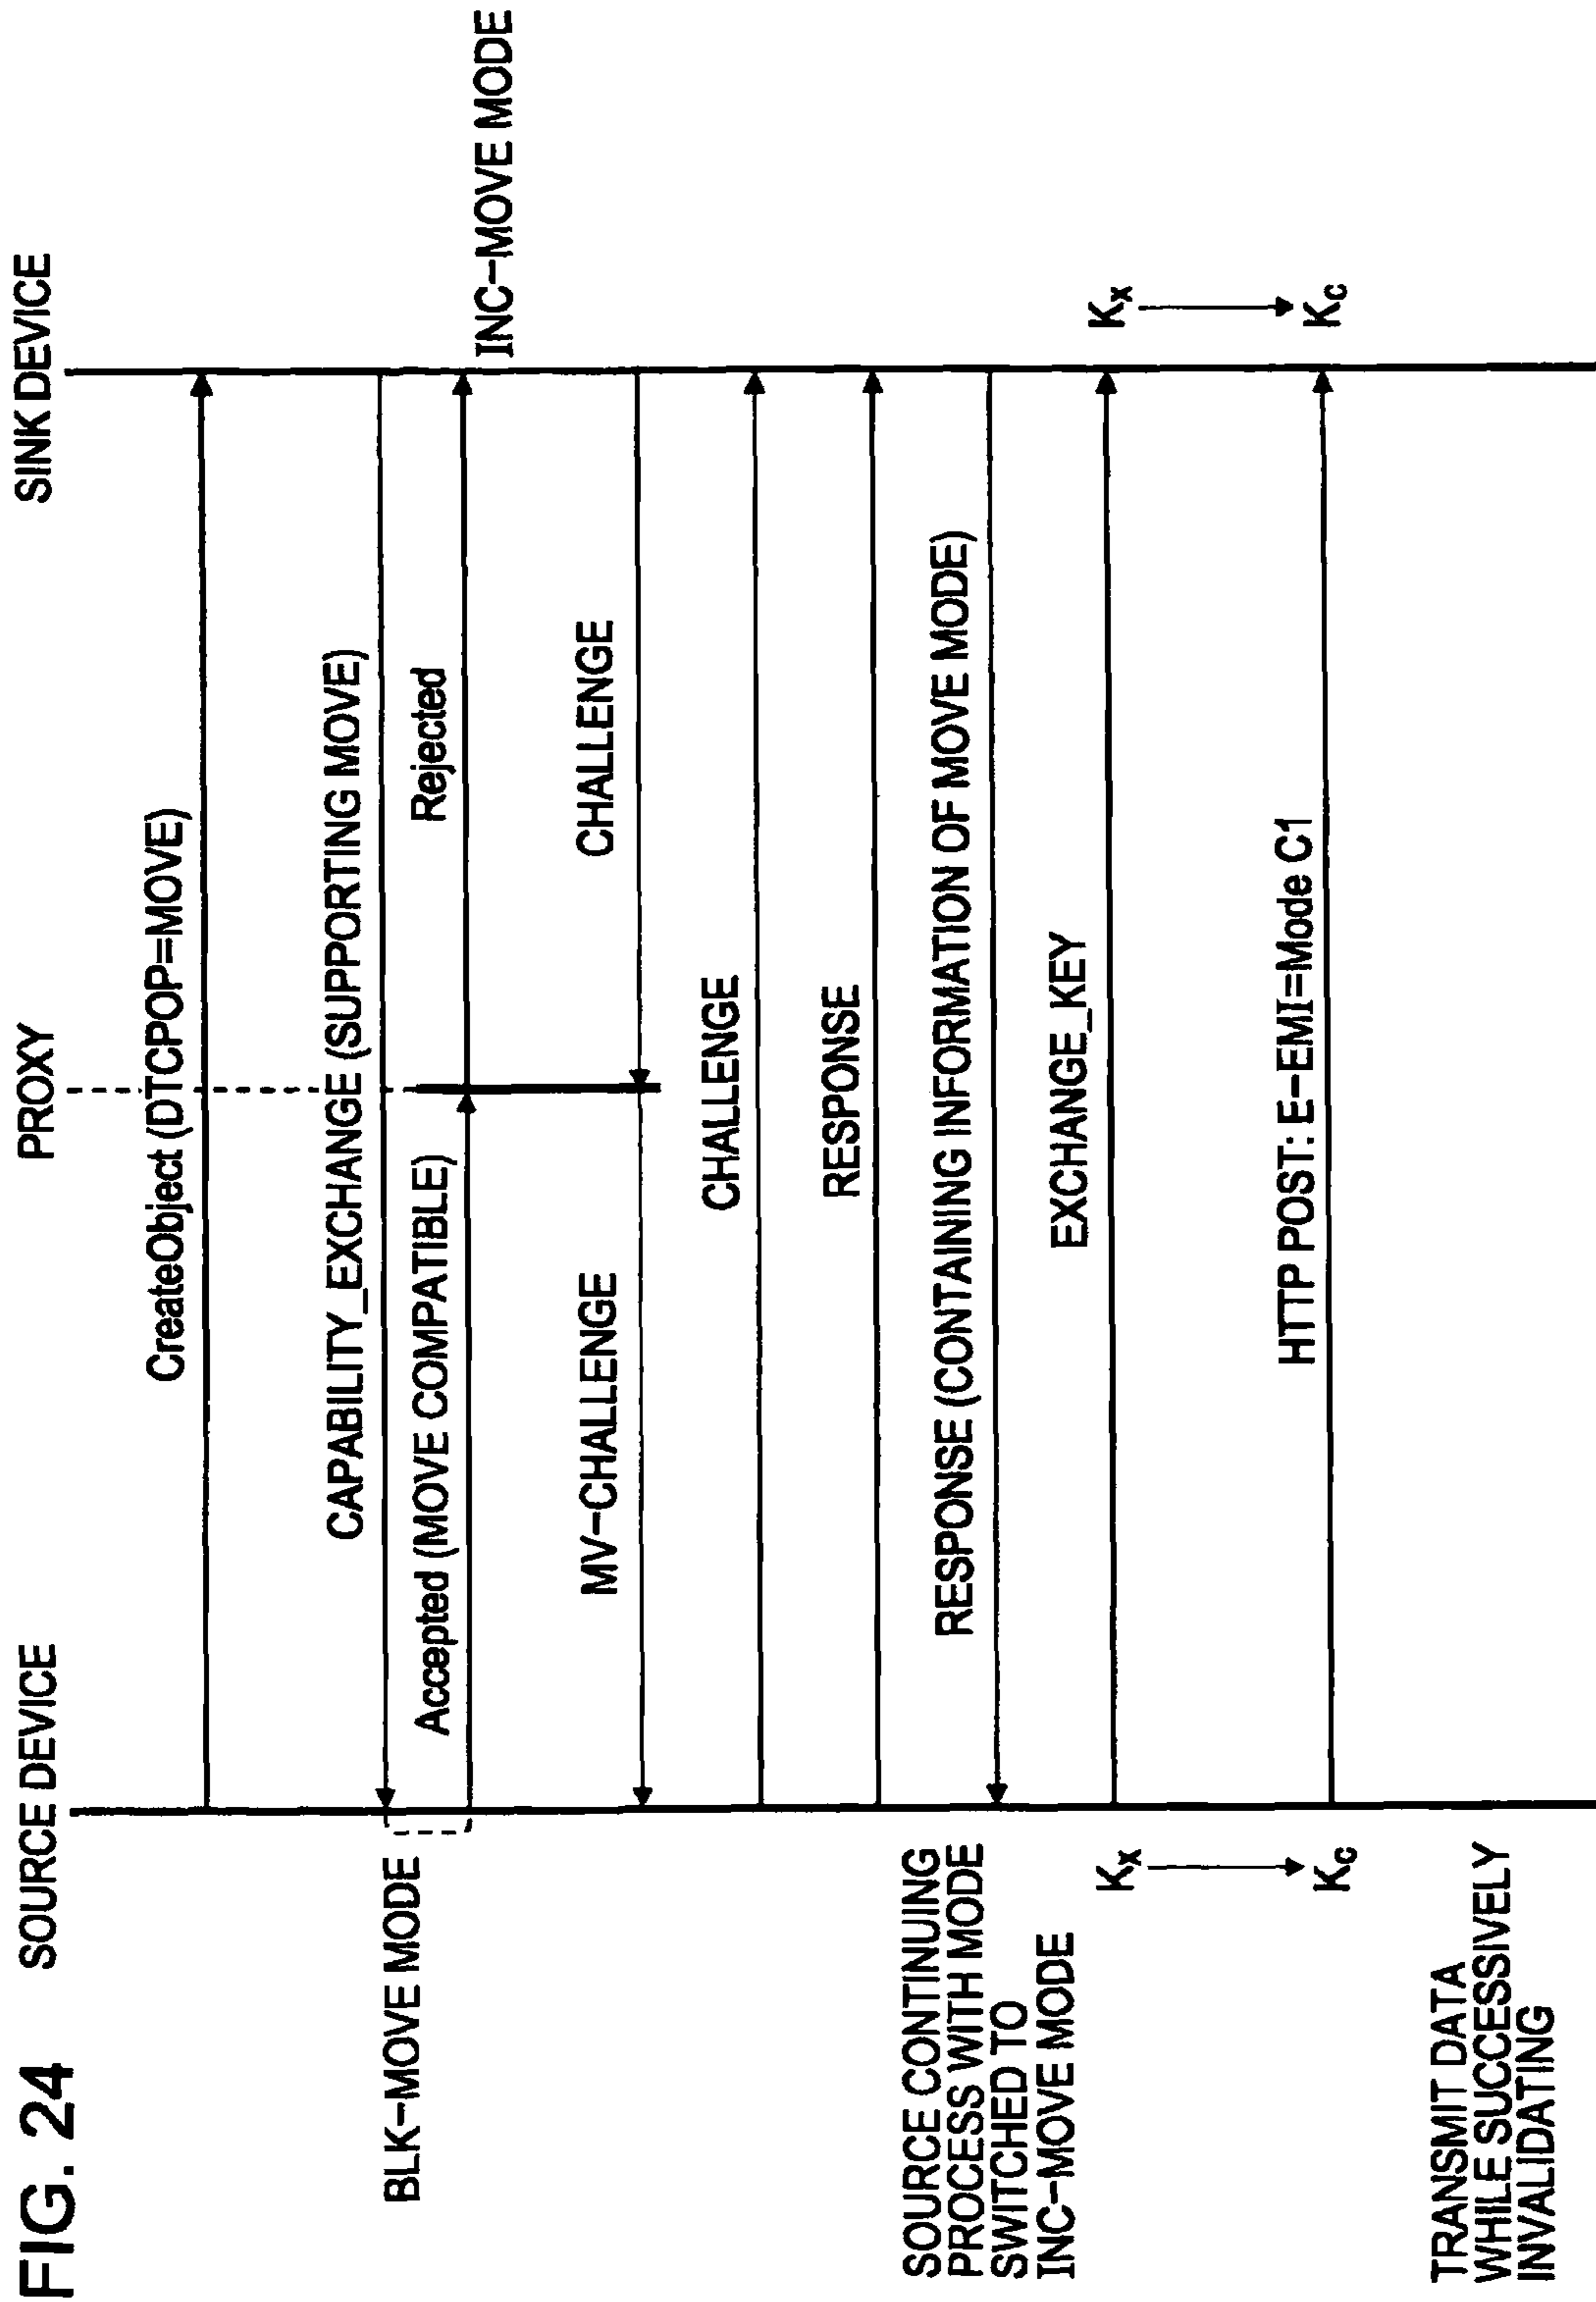 FIG. 24
SOURCE DEVICE
PROXY
SINK DEVICE
CreateObject (DTCPOP=MOVE)
CAPABILITY_EXCHANGE (SUPPORTING MOVE)
BLK-MOVE MODE
Accepted (MOVE COMPATIBLE)
Rejected
INC-MOVE MODE
MV-CHALLENGE
CHALLENGE
CHALLENGE
RESPONSE
RESPONSE (CONTAINING INFORMATION OF MOVE MODE)
SOURCE CONTINUING
PROCESS WITH MODE
SWITCHED TO
INC-MOVE MODE
EXCHANGE_KEY
Kx
Kx
HTTP POST: E-EMI=Mode C1
Kc
Kc
TRANSMIT DATA
WHILE SUCCESSIVELY
INVALIDATING